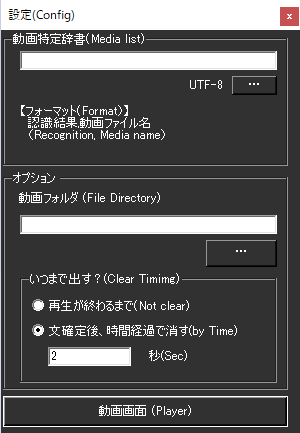 設定(Config)
x
動画特定辞書(Media list)
UTF-8
...
【フォーマット(Format)】
認識結果,動画ファイル名
(Recognition, Media name)
オプション
動画フォルダ(File Directory)
...
いつまで出す？(Clear Timimg)
再生が終わるまで(Not clear)
文確定後、時間経過で消す(by Time)
2 秒(Sec)
動画画面 (Player)